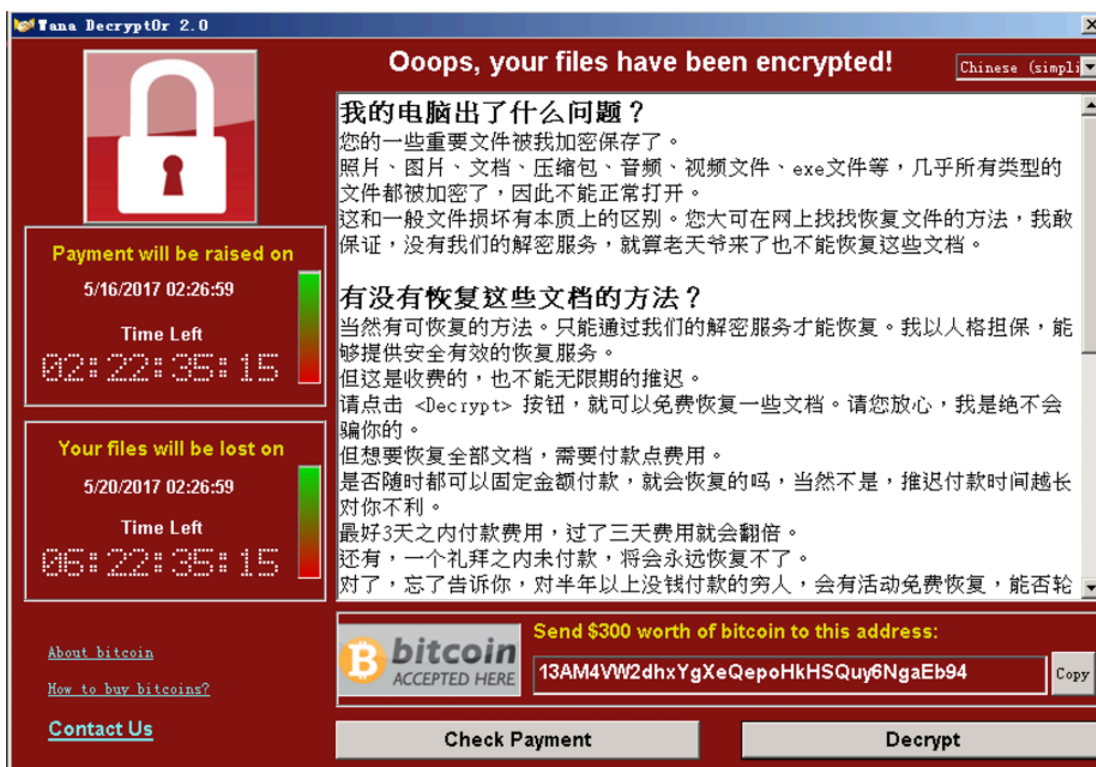 Wana Decrypt0r 2.0
Ooops, your files have been encrypted!
Chinese (simpli
Payment will be raised on
5/16/2017 02:26:59
Time Left
02:22:35:15
Your files will be lost on
5/20/2017 02:26:59
Time Left
06:22:35:15
About bitcoin
How to buy bitcoins?
Contact Us
我的电脑出了什么问题？
您的一些重要文件被我加密保存了。
照片、图片、文档、压缩包、音频、视频文件、exe文件等，几乎所有类型的
文件都被加密了，因此不能正常打开。
这和一般文件损坏有本质上的区别。您大可在网上找找恢复文件的方法，我敢
保证，没有我们的解密服务，就算老天爷来了也不能恢复这些文档。
有没有恢复这些文档的方法？
当然有可恢复的方法。只能通过我们的解密服务才能恢复。我以人格担保，能
够提供安全有效的恢复服务。
但这是收费的，也不能无限期的推迟。
请点击 <Decrypt> 按钮，就可以免费恢复一些文档。请您放心，我是绝不会
骗你的。
但想要恢复全部文档，需要付款点费用。
是否随时都可以固定金额付款，就会恢复的吗，当然不是，推迟付款时间越长
对你不利。
最好3天之内付款费用，过了三天费用就会翻倍。
还有，一个礼拜之内未付款，将会永远恢复不了。
对了，忘了告诉你，对半年以上没钱付款的穷人，会有活动免费恢复，能否轮
bitcoin
ACCEPTED HERE
Send $300 worth of bitcoin to this address:
13AM4VW2dhxYgXeQepoHkHSQuy6NgaEb94
Copy
Check Payment
Decrypt